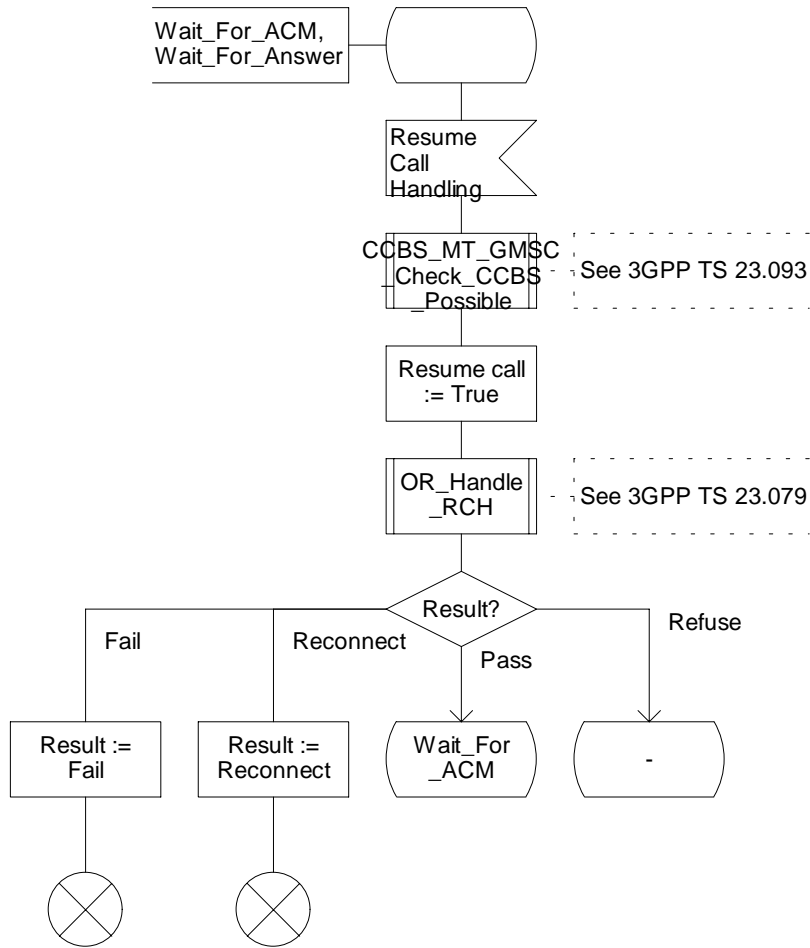 Wait_For_ACM,
Wait_For_Answer
Resume
Call
Handling
CCBS_MT_GMSC
_Check_CCBS
_Possible
See 3GPP TS 23.093
Resume call
:= True
OR_Handle
_RCH
See 3GPP TS 23.079
Result?
Fail
Reconnect
Pass
Refuse
Result :=
Fail
Result :=
Reconnect
Wait_For
_ACM
-